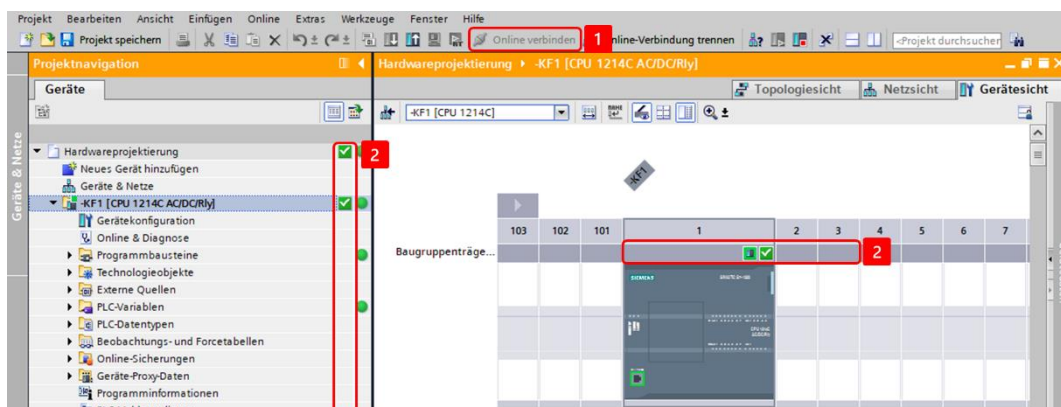 Projekt Bearbeiten Ansicht Einfügen Online Extras Werkzeuge Fenster Hilfe
Projekt speichern Online verbinden 1 nline-Verbindung trennen <Projekt durchsuchen
Projektnavigation
Hardwareprojektierung -KF1 [CPU 1214C AC/DC/Rly]
Geräte
Topologiesicht Netzsicht Gerätesicht
-KF1 [CPU 1214C]
Geräte & Netze
Hardwareprojektierung
2
Neues Gerät hinzufügen
Geräte & Netze
-KF1 [CPU 1214C AC/DC/Rly]
Gerätekonfiguration
Online & Diagnose
Programmbausteine
Technologieobjekte
Externe Quellen
PLC-Variablen
PLC-Datentypen
Beobachtungs- und Forcetabellen
Online-Sicherungen
Geräte-Proxy-Daten
Programminformationen
-KF1
103 102 101 1 2 3 4 5 6 7
Baugruppenträge... 2
SIEMENS